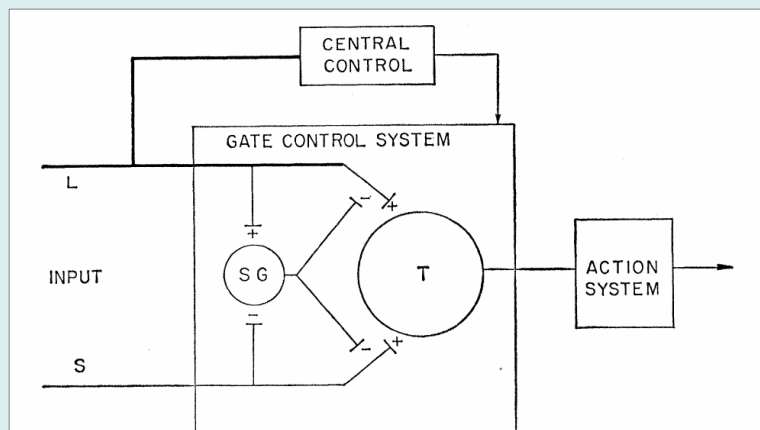 CENTRAL
CONTROL
GATE CONTROL SYSTEM
L
+
-
+
SG
T
INPUT
ACTION
SYSTEM
-
-
+
S